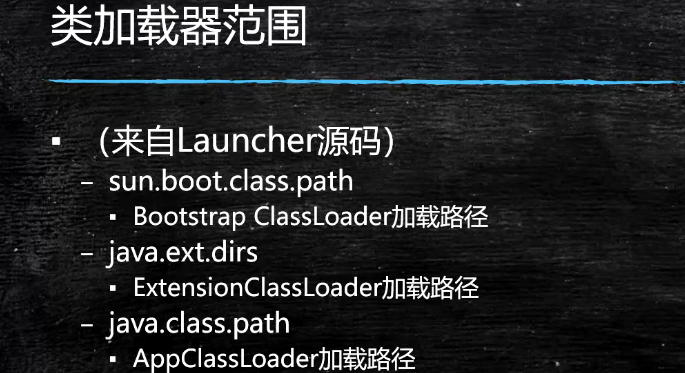 类加载器范围
（来自Launcher源码）
– sun.boot.class.path
Bootstrap ClassLoader加载路径
– java.ext.dirs
ExtensionClassLoader加载路径
– java.class.path
AppClassLoader加载路径